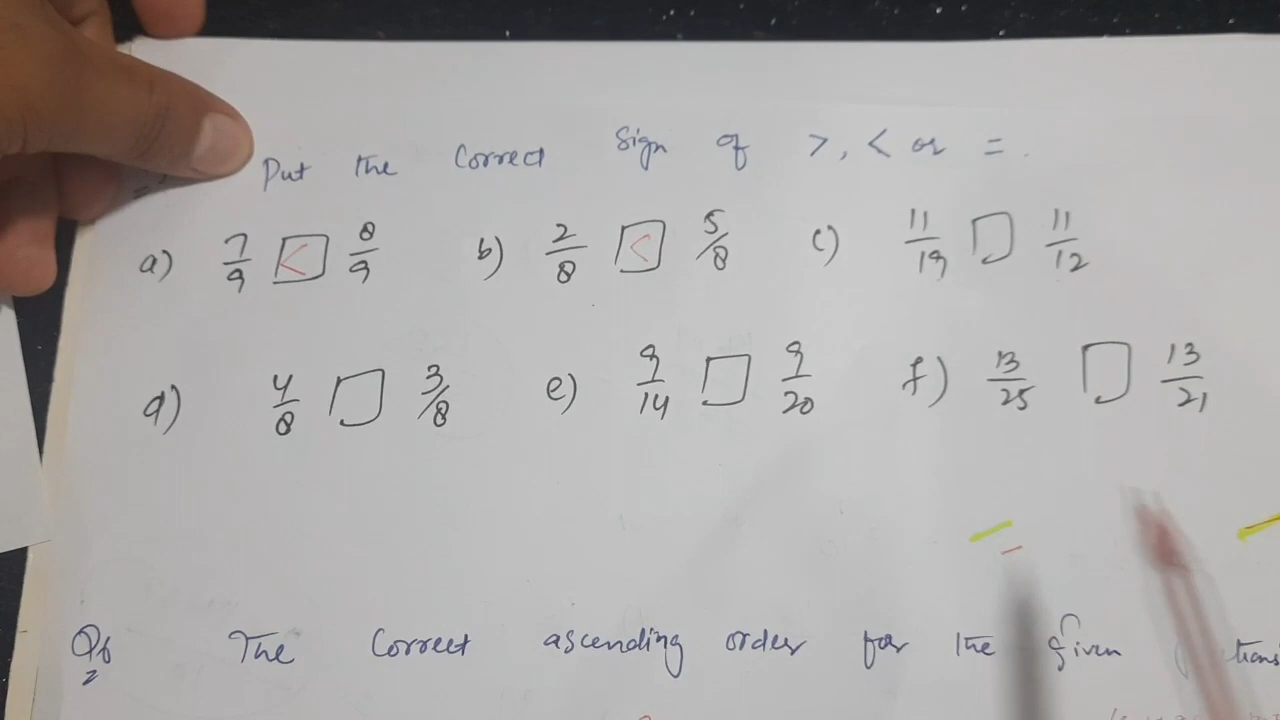 Put the Correct Sign of >, < or = .
a) 7/9 < 8/9 b) 2/8 < 5/8 c) 11/19 □ 11/12
d) 4/8 □ 3/8 e) 9/14 □ 9/20 f) 13/25 □ 13/21
Q6 The Correct ascending order for the given